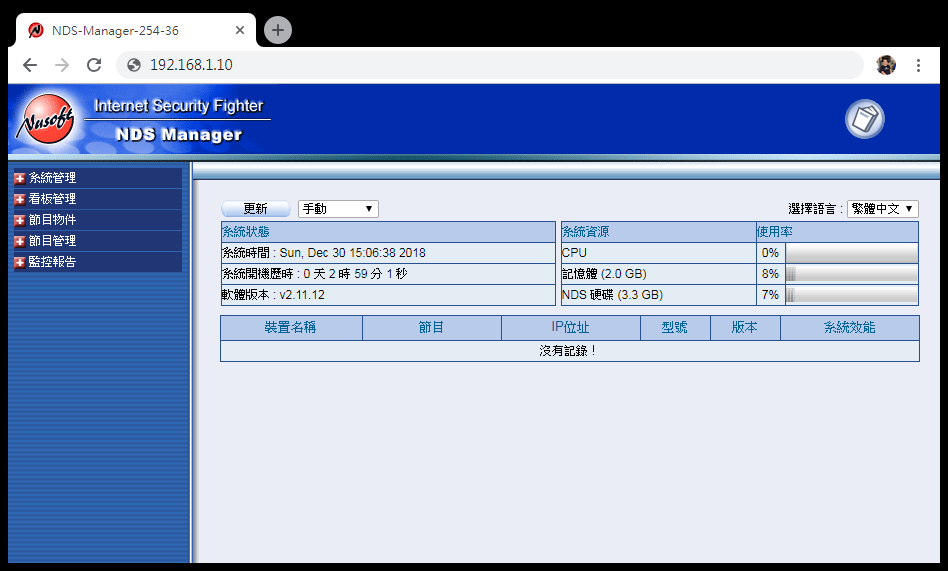 NDS-Manager-254-36
192.168.1.10
Nusoft
Internet Security Fighter
NDS Manager
系統管理
看板管理
節目物件
節目管理
監控報告
更新 手動 選擇語言 : 繁體中文
系統狀態 系統資源 使用率
系統時間 : Sun, Dec 30 15:06:38 2018 CPU 0%
系統開機歷時 : 0 天 2 時 59 分 1 秒 記憶體 (2.0 GB) 8%
軟體版本 : v2.11.12 NDS 硬碟 (3.3 GB) 7%
裝置名稱 節目 IP位址 型號 版本 系統效能
沒有記錄 !